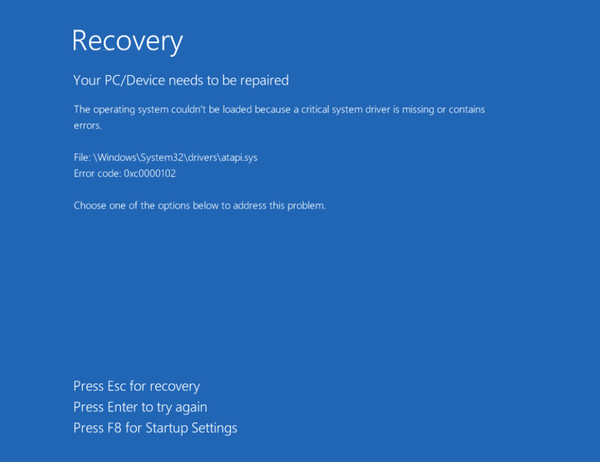 Recovery
Your PC/Device needs to be repaired
The operating system couldn't be loaded because a critical system driver is missing or contains
errors.
File: \Windows\System32\drivers\atapi.sys
Error code: 0xc0000102
Choose one of the options below to address this problem.
Press Esc for recovery
Press Enter to try again
Press F8 for Startup Settings